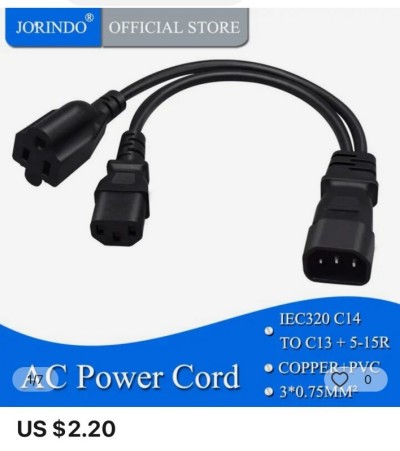 JORINDO®
OFFICIAL STORE
IEC320 C14
TO C13 + 5-15R
COPPER+PVC
3*0.75MM²
AC Power Cord
1/7
0
US $2.20